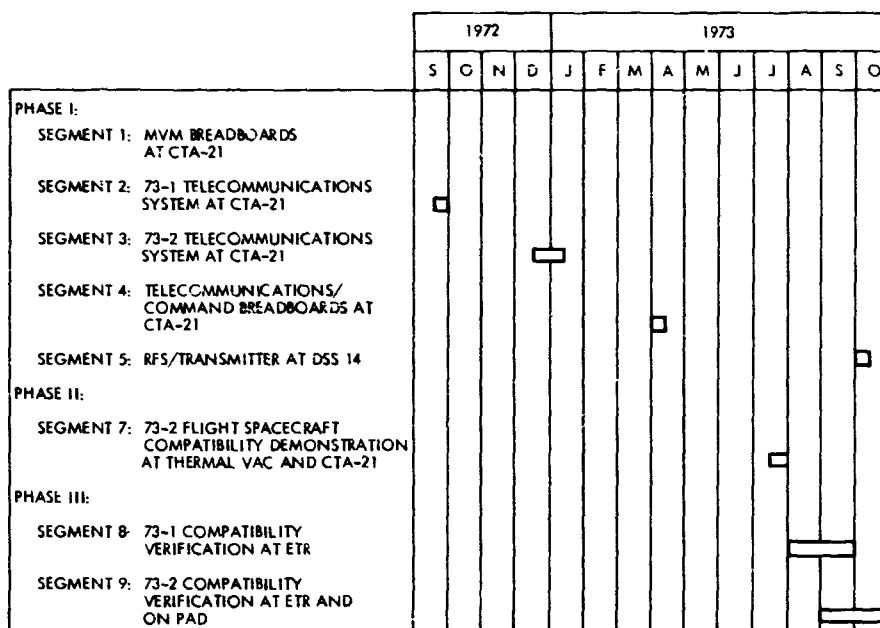 1972 1973
S O N D J F M A M J J A S O
PHASE I:
SEGMENT 1: MVM BREADBOARDS
AT CTA-21
SEGMENT 2: 73-1 TELECOMMUNICATIONS
SYSTEM AT CTA-21
SEGMENT 3: 73-2 TELECOMMUNICATIONS
SYSTEM AT CTA-21
SEGMENT 4: TELECOMMUNICATIONS/
COMMAND BREADBOARDS AT
CTA-21
SEGMENT 5: RFS/TRANSMITTER AT DSS 14
PHASE II:
SEGMENT 7: 73-2 FLIGHT SPACECRAFT
COMPATIBILITY DEMONSTRATION
AT THERMAL VAC AND CTA-21
PHASE III:
SEGMENT 8: 73-1 COMPATIBILITY
VERIFICATION AT ETR
SEGMENT 9: 73-2 COMPATIBILITY
VERIFICATION AT ETR AND
ON PAD